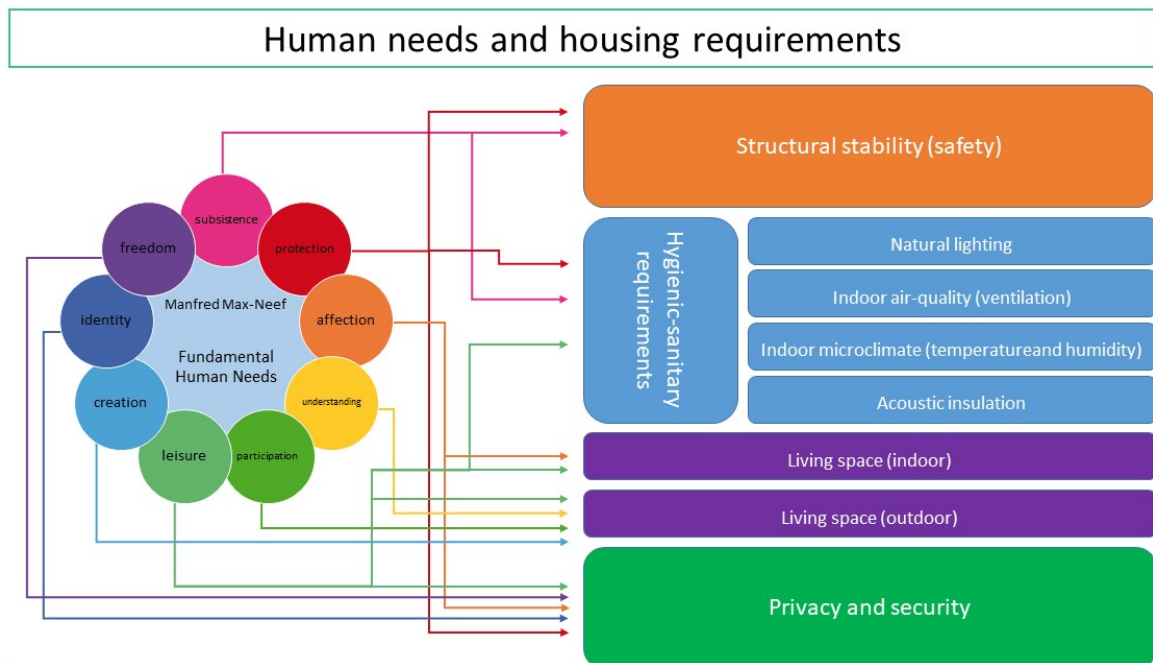 Human needs and housing requirements
subsistence
protection
affection
understanding
participation
leisure
creation
identity
freedom
Manfred Max-Neef
Fundamental
Human Needs
Structural stability (safety)
Hygienic-sanitary
requirements
Natural lighting
Indoor air-quality (ventilation)
Indoor microclimate (temperatureand humidity)
Acoustic insulation
Living space (indoor)
Living space (outdoor)
Privacy and security